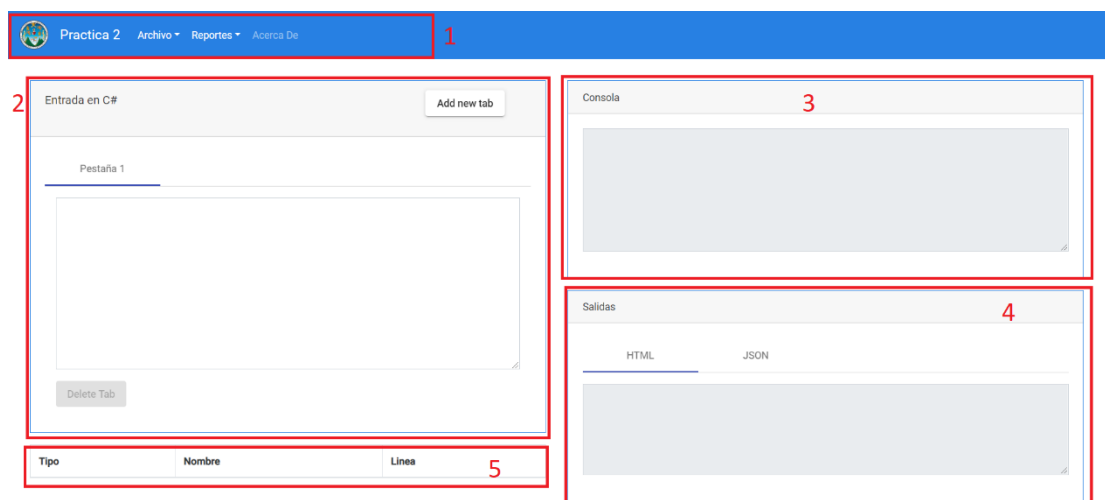 Practica 2 Archivo Reportes Acerca De 1
2
Entrada en C# Add new tab
Pestaña 1
Delete Tab
Tipo Nombre Linea 5
Consola 3
Salidas 4
HTML JSON